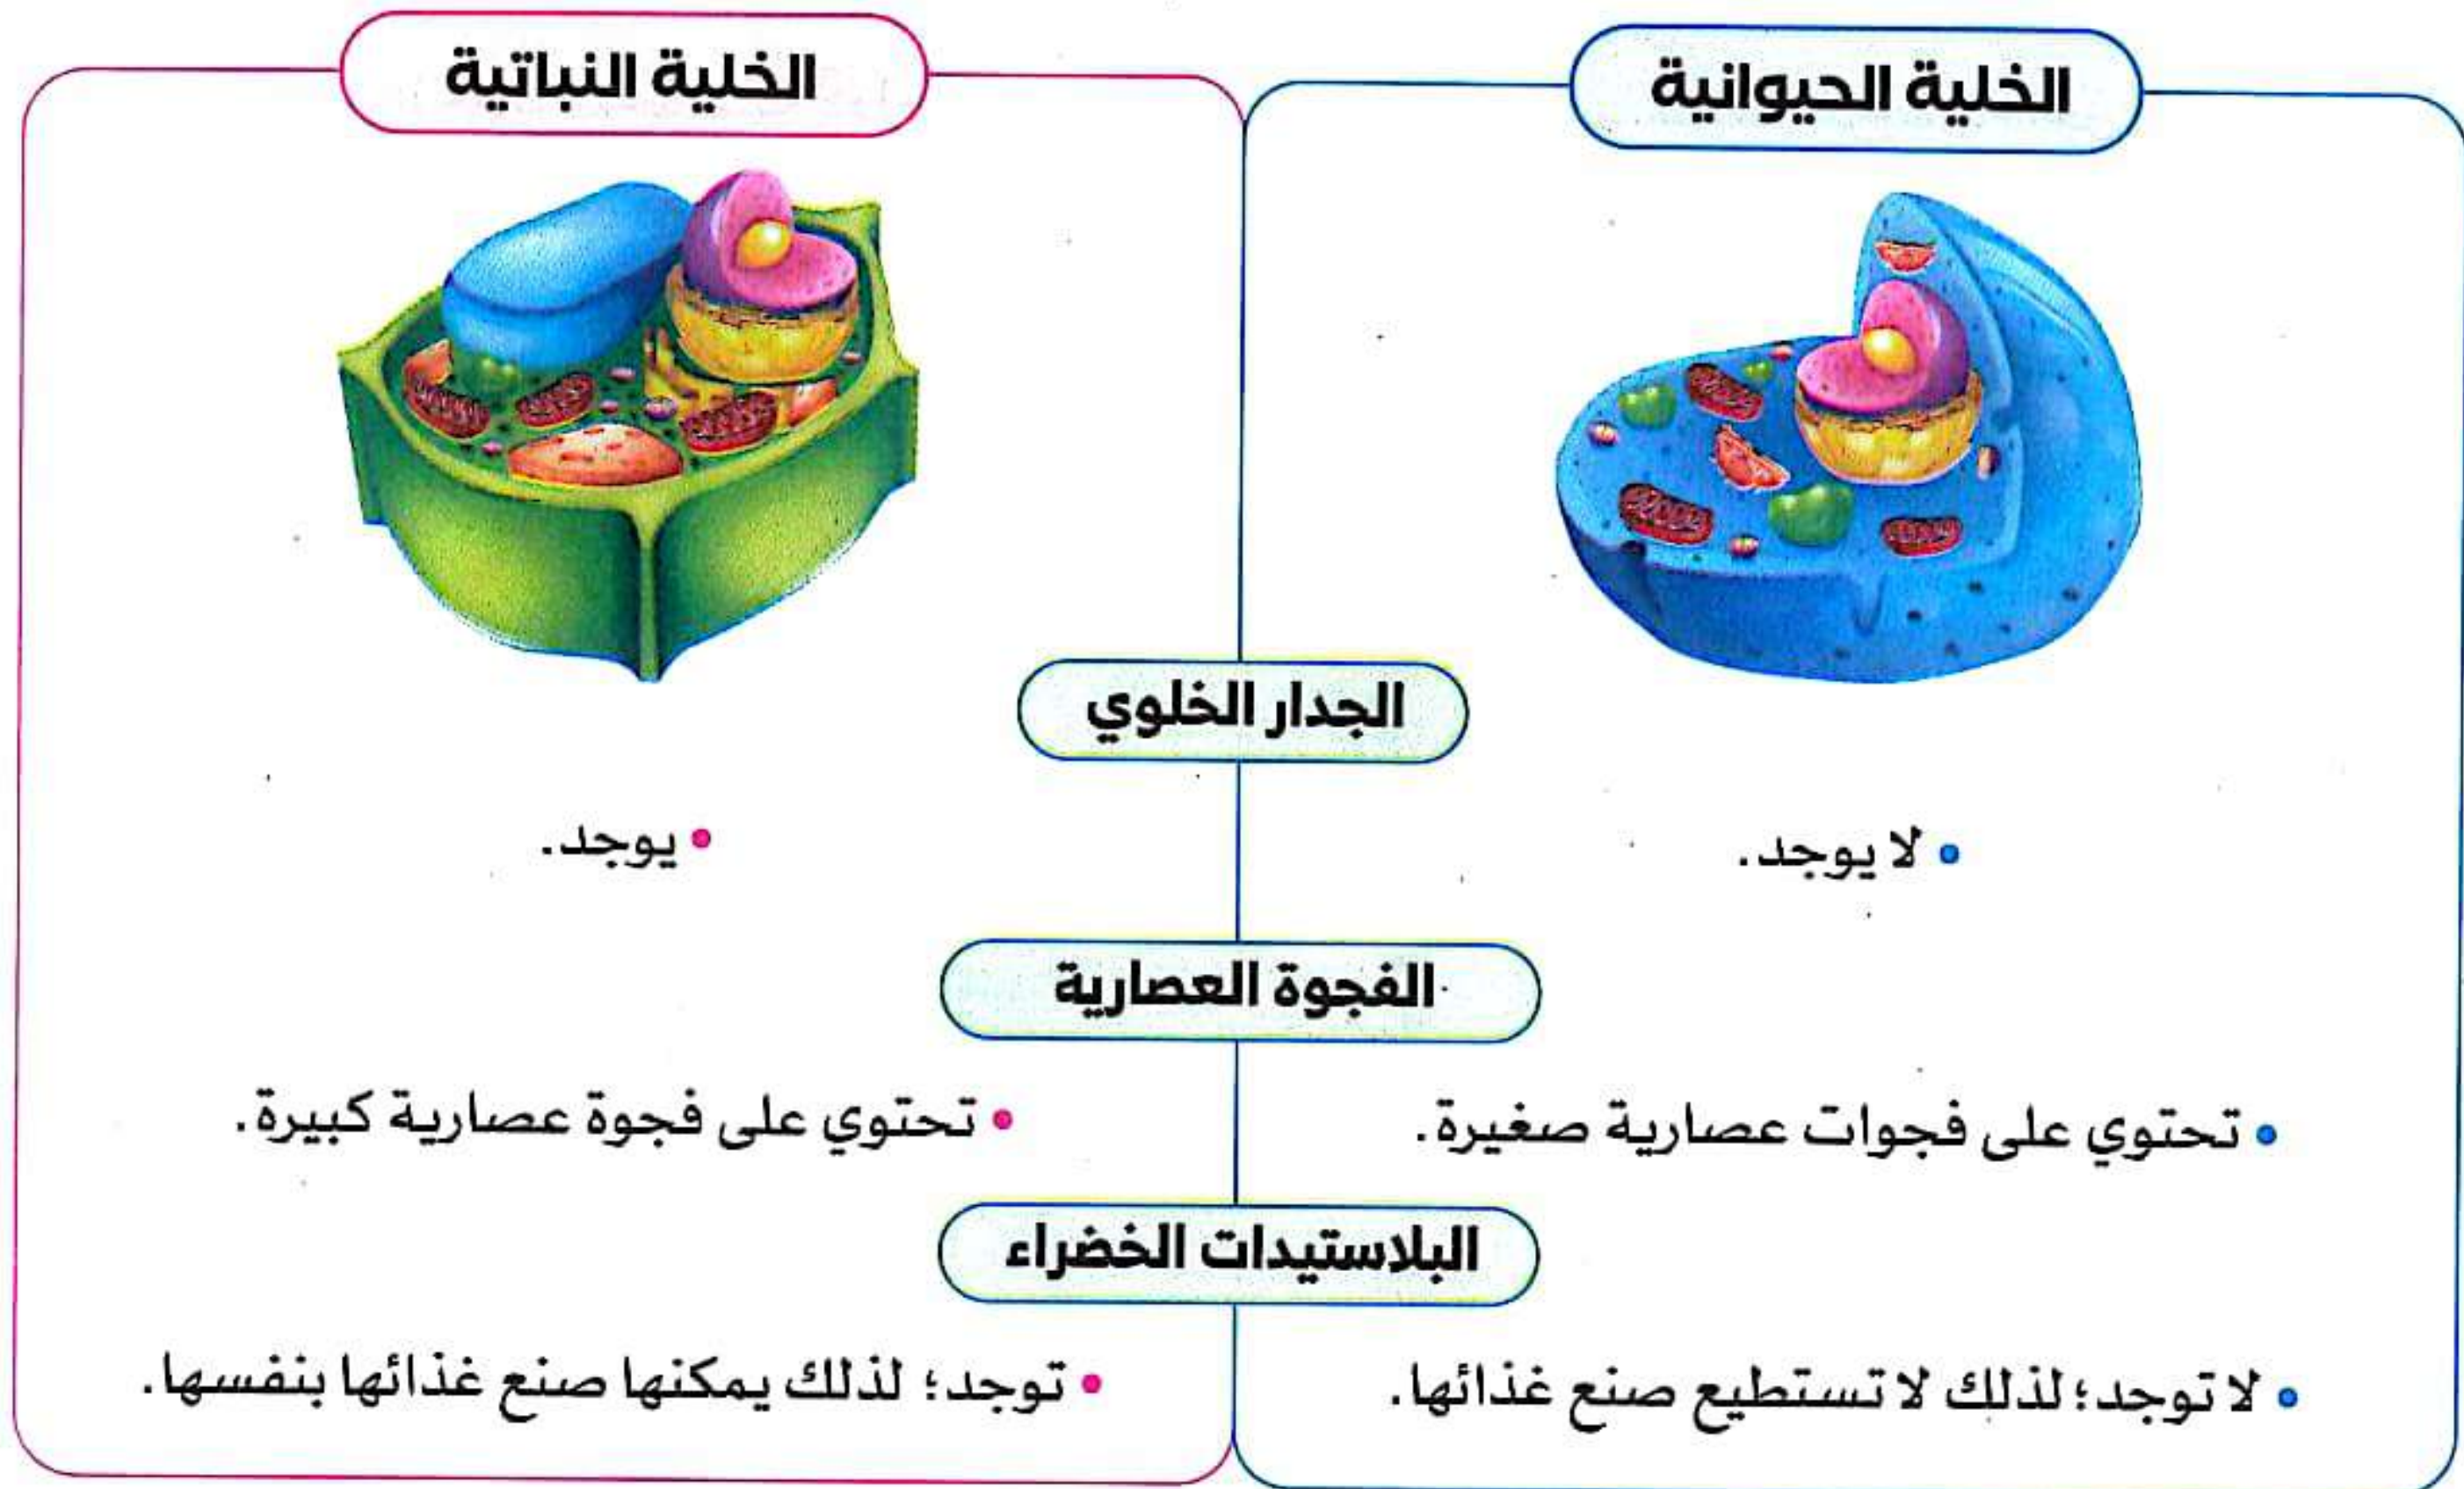 الخلية الحيوانية
الخلية النباتية
الجدار الخلوي
• لا يوجد.
• يوجد.
الفجوة العصارية
• تحتوي على فجوات عصارية صغيرة.
• تحتوي على فجوة عصارية كبيرة.
البلاستيدات الخضراء
• لا توجد؛ لذلك لا تستطيع صنع غذائها.
• توجد؛ لذلك يمكنها صنع غذائها بنفسها.